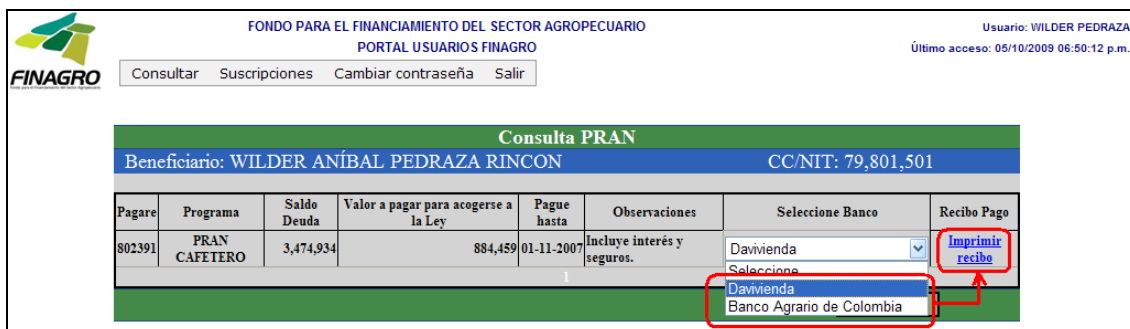 FONDO PARA EL FINANCIAMIENTO DEL SECTOR AGROPECUARIO
PORTAL USUARIOS FINAGRO
Usuario: WILDER PEDRAZA
Último acceso: 05/10/2009 06:50:12 p.m.
FINAGRO
Consultar Suscripciones Cambiar contraseña Salir
Consulta PRAN
Beneficiario: WILDER ANÍBAL PEDRAZA RINCON CC/NIT: 79,801,501
Pagare Programa Saldo Deuda Valor a pagar para acogerse a la Ley Pague hasta Observaciones Seleccione Banco Recibo Pago
802391 PRAN CAFETERO 3,474,934 884,459 01-11-2007 Incluye interés y seguros. Davivienda Imprimir recibo
1
Seleccione
Davivienda
Banco Agrario de Colombia